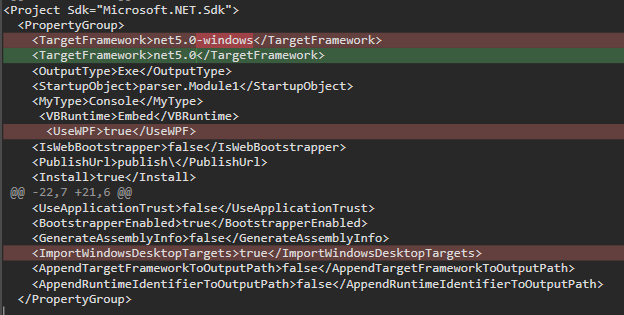 <Project Sdk="Microsoft.NET.Sdk">
<PropertyGroup>
<TargetFramework>net5.0-windows</TargetFramework>
<TargetFramework>net5.0</TargetFramework>
<OutputType>Exe</OutputType>
<StartupObject>parser.Module1</StartupObject>
<MyType>Console</MyType>
<VBRuntime>Embed</VBRuntime>
<UseWPF>true</UseWPF>
<IsWebBootstrapper>false</IsWebBootstrapper>
<PublishUrl>publish\</PublishUrl>
<Install>true</Install>
@@ -22,7 +21,6 @@
<UseApplicationTrust>false</UseApplicationTrust>
<BootstrapperEnabled>true</BootstrapperEnabled>
<GenerateAssemblyInfo>false</GenerateAssemblyInfo>
<ImportWindowsDesktopTargets>true</ImportWindowsDesktopTargets>
<AppendTargetFrameworkToOutputPath>false</AppendTargetFrameworkToOutputPath>
<AppendRuntimeIdentifierToOutputPath>false</AppendRuntimeIdentifierToOutputPath>
</PropertyGroup>